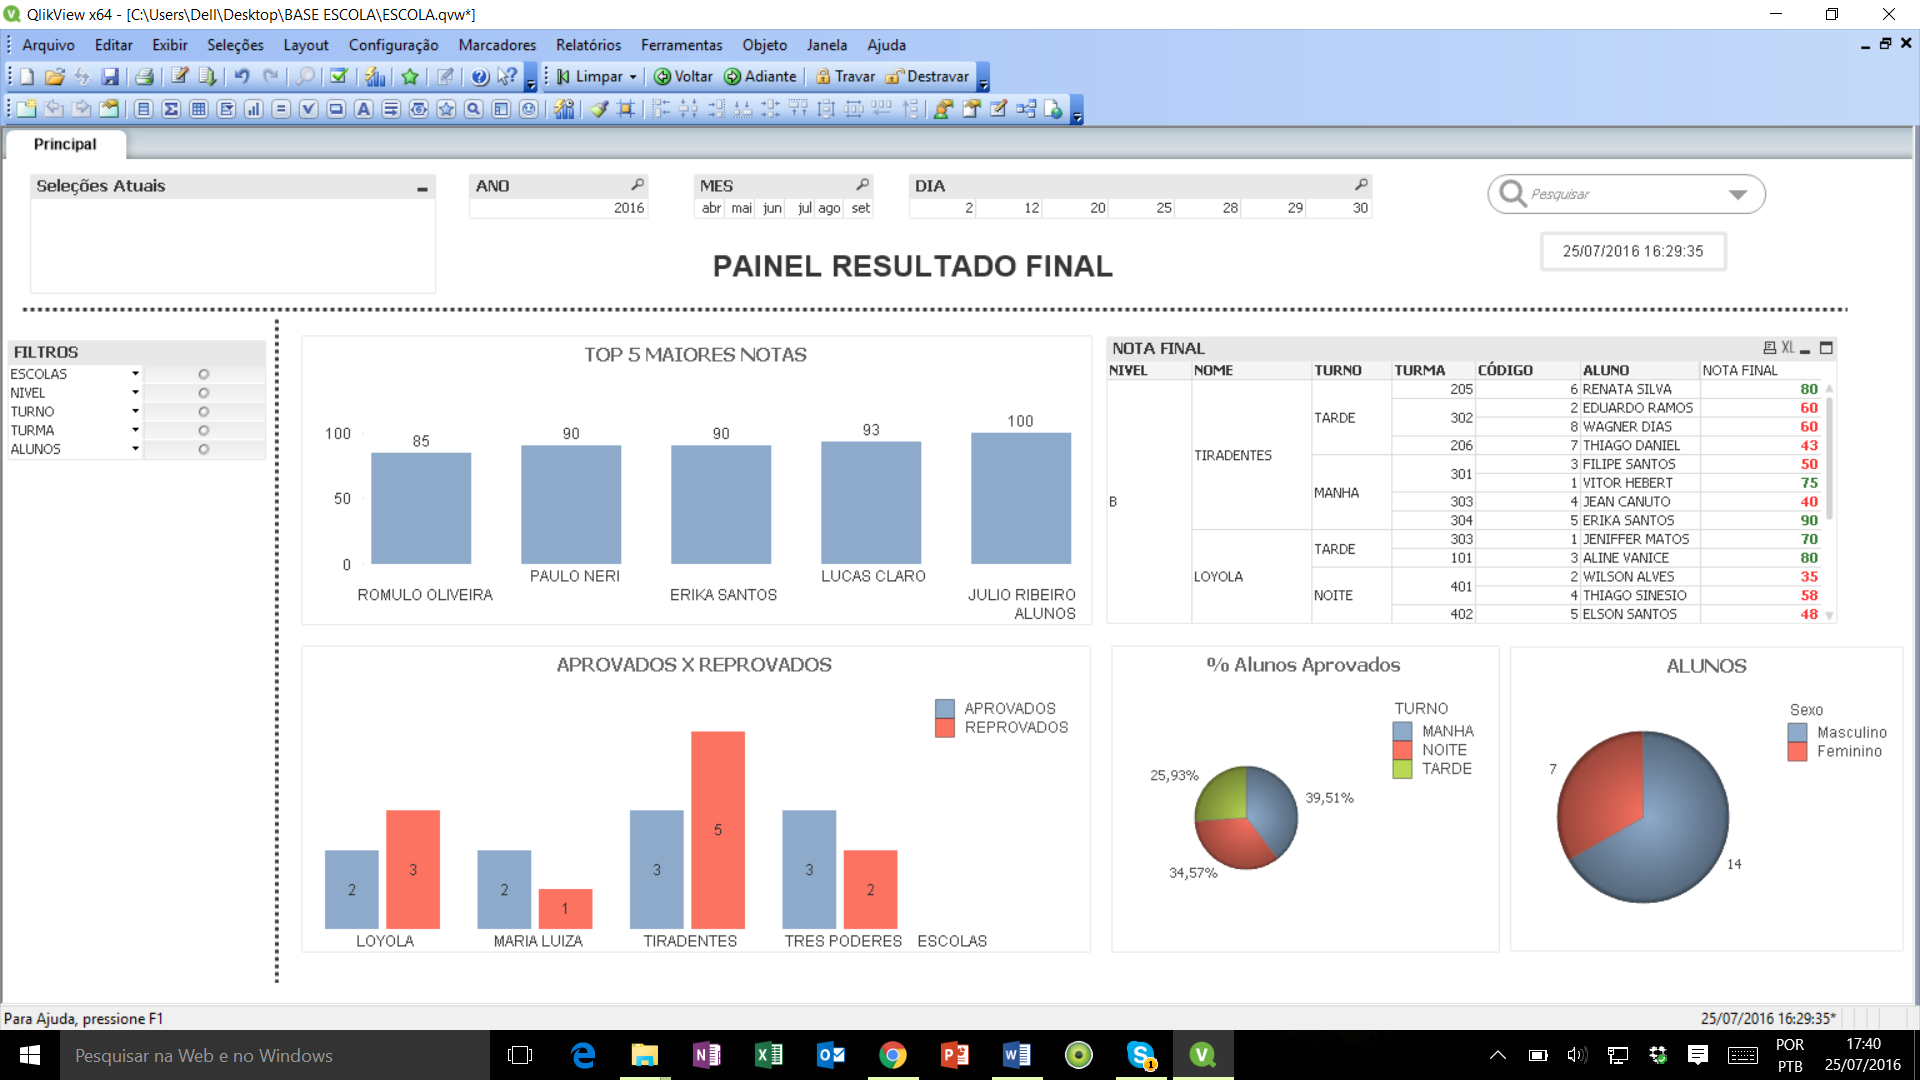 QlikView x64 - [C:\Users\Dell\Desktop\BASE ESCOLA\ESCOLA.qvw*]
Arquivo Editar Exibir Seleções Layout Configuração Marcadores Relatórios Ferramentas Objeto Janela Ajuda
Limpar Voltar Adiante Travar Destravar
Principal
Seleções Atuais
ANO
2016
MES
abr mai jun jul ago set
DIA
2 12 20 25 28 29 30
Pesquisar
25/07/2016 16:29:35
PAINEL RESULTADO FINAL
FILTROS
ESCOLAS
NIVEL
TURNO
TURMA
ALUNOS
TOP 5 MAIORES NOTAS
100
50
0
85
90
90
93
100
ROMULO OLIVEIRA
PAULO NERI
ERIKA SANTOS
LUCAS CLARO
JULIO RIBEIRO
ALUNOS
NOTA FINAL
XL
NIVEL NOME TURNO TURMA CÓDIGO ALUNO NOTA FINAL
B TIRADENTES TARDE 205 6 RENATA SILVA 80
302 2 EDUARDO RAMOS 60
8 WAGNER DIAS 60
206 7 THIAGO DANIEL 43
MANHA 301 3 FILIPE SANTOS 50
1 VITOR HEBERT 75
303 4 JEAN CANUTO 40
304 5 ERIKA SANTOS 90
LOYOLA TARDE 303 1 JENIFFER MATOS 70
101 3 ALINE VANICE 80
NOITE 401 2 WILSON ALVES 35
4 THIAGO SINESIO 58
402 5 ELSON SANTOS 48
APROVADOS X REPROVADOS
APROVADOS
REPROVADOS
2 3 2 1 3 5 3 2
LOYOLA MARIA LUIZA TIRADENTES TRES PODERES ESCOLAS
% Alunos Aprovados
TURNO
MANHA
NOITE
TARDE
25,93%
39,51%
34,57%
ALUNOS
Sexo
Masculino
Feminino
7
14
Para Ajuda, pressione F1
25/07/2016 16:29:35*
Pesquisar na Web e no Windows
1
POR
PTB
17:40
25/07/2016